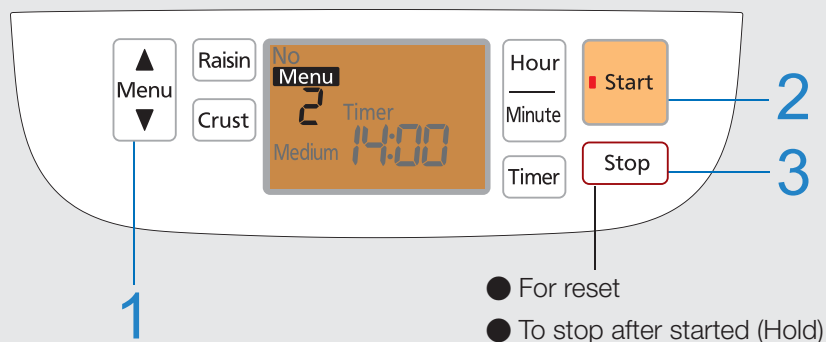 ▲
Menu
▼
Raisin
Crust
No
Menu
2
Timer
Medium
14:00
Hour
Minute
Timer
Start
Stop
1
2
3
● For reset
● To stop after started (Hold)